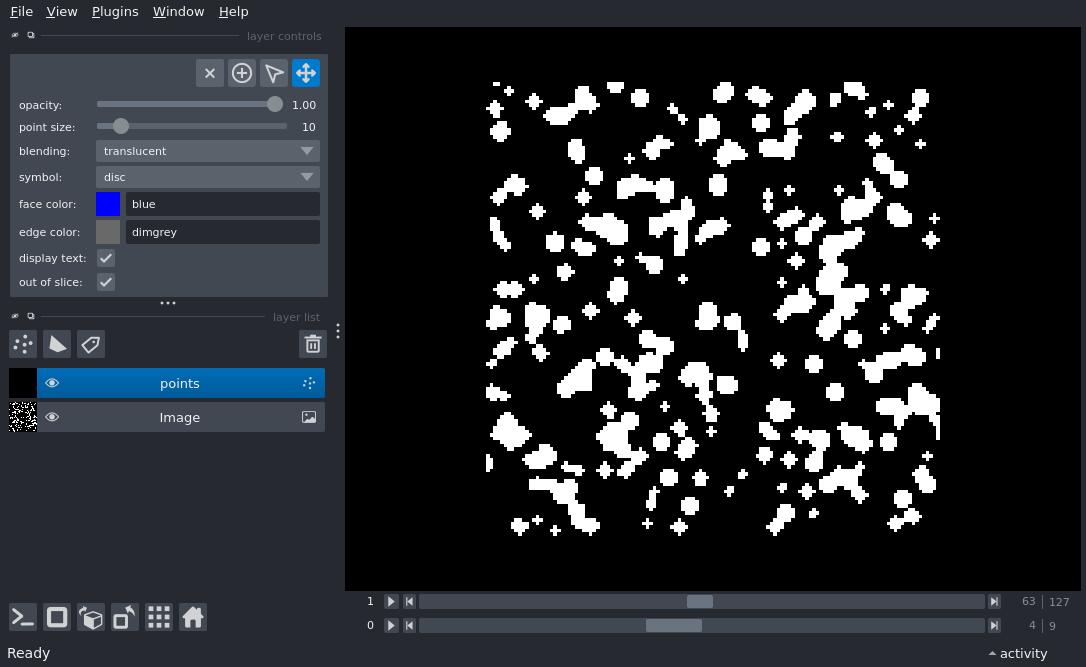 File View Plugins Window Help
layer controls
opacity: 1.00
point size: 10
blending: translucent
symbol: disc
face color: blue
edge color: dimgrey
display text:
out of slice:
layer list
points
Image
1 63 | 127
0 4 | 9
Ready activity